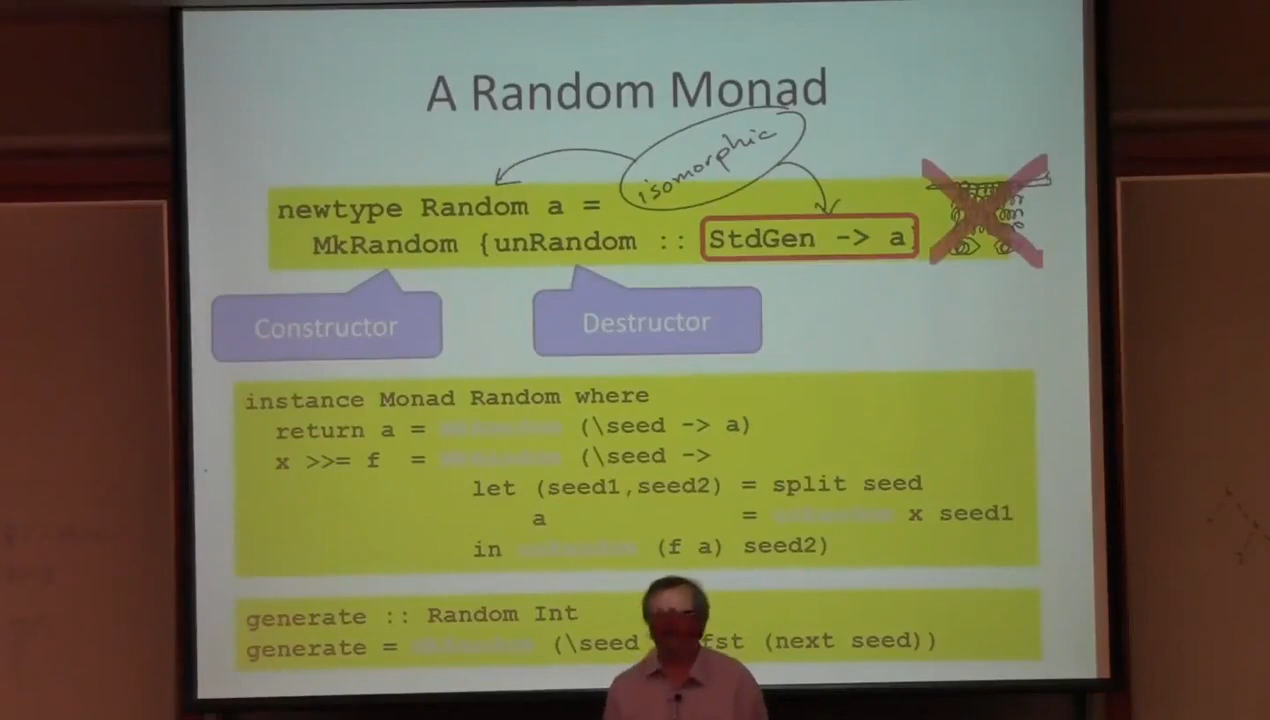 A Random Monad
isomorphic
newtype Random a =
MkRandom {unRandom :: StdGen -> a
Constructor
Destructor
instance Monad Random where
return a = (\seed -> a)
x >>= f = (\seed ->
let (seed1,seed2) = split seed
a = x seed1
in (f a) seed2)
generate :: Random Int
generate = (\seed fst (next seed))